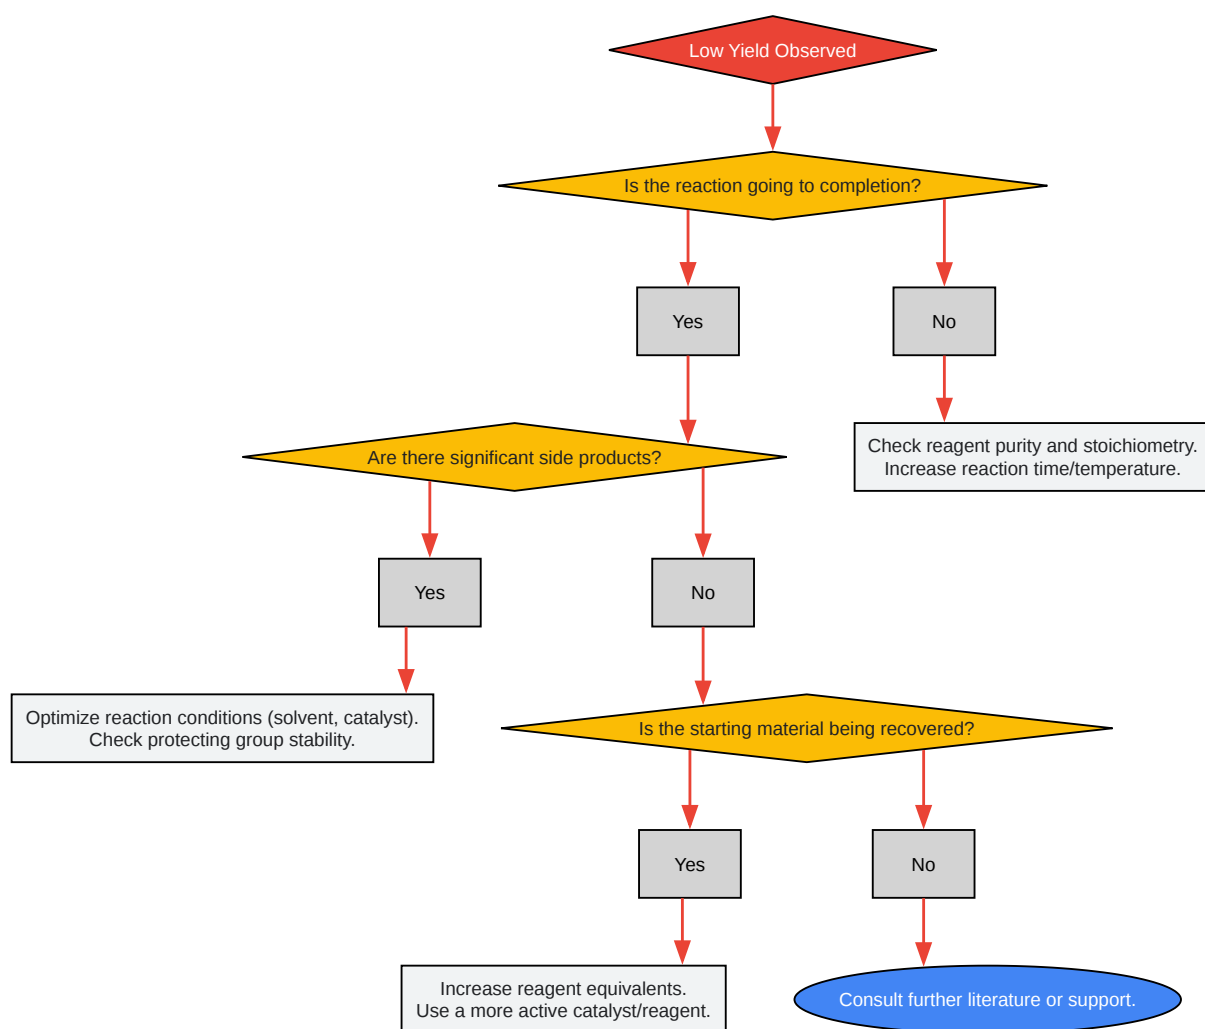 Low Yield Observed
Is the reaction going to completion?
Yes
No
Check reagent purity and stoichiometry.
Increase reaction time/temperature.
Are there significant side products?
Yes
No
Optimize reaction conditions (solvent, catalyst).
Check protecting group stability.
Is the starting material being recovered?
Yes
No
Increase reagent equivalents.
Use a more active catalyst/reagent.
Consult further literature or support.